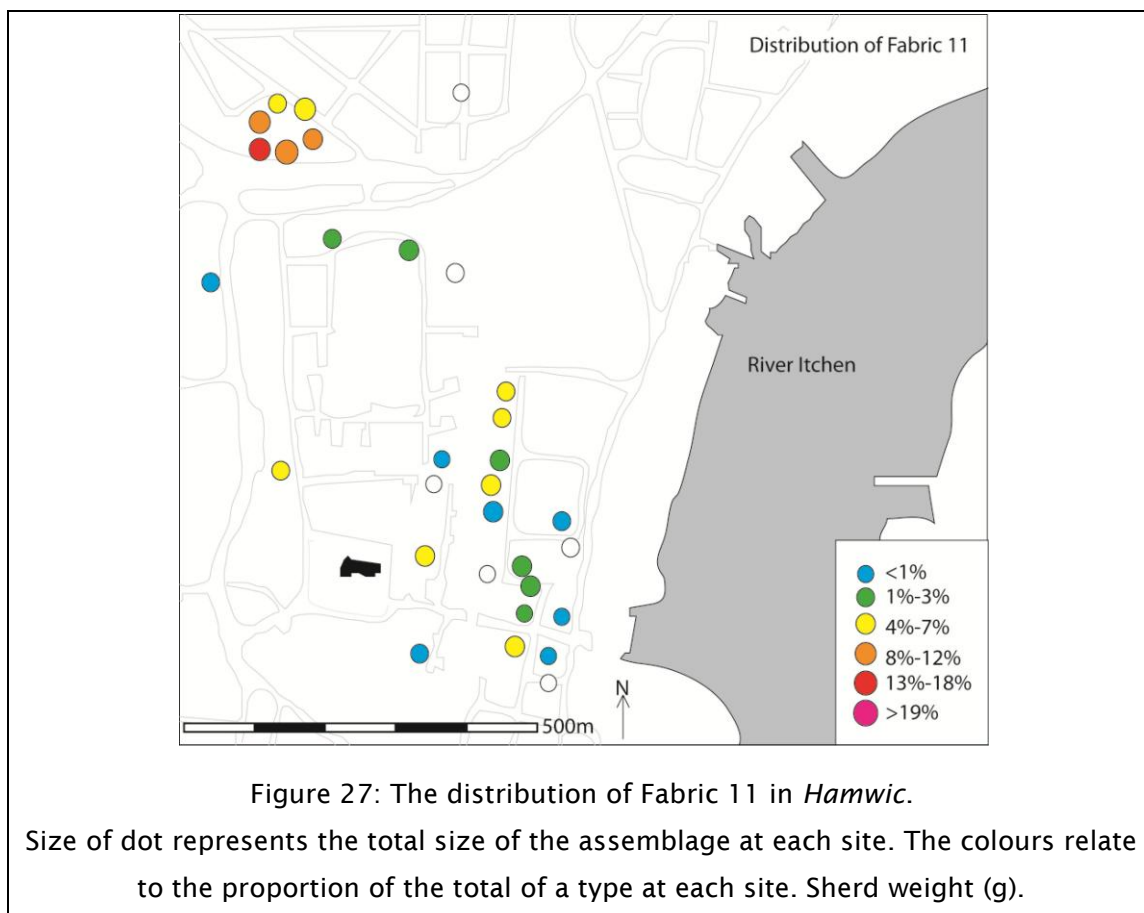 Distribution of Fabric 11
River Itchen
<1%
1%-3%
4%-7%
8%-12%
13%-18%
>19%
N
500m
Figure 27: The distribution of Fabric 11 in Hamwic.
Size of dot represents the total size of the assemblage at each site. The colours relate
to the proportion of the total of a type at each site. Sherd weight (g).